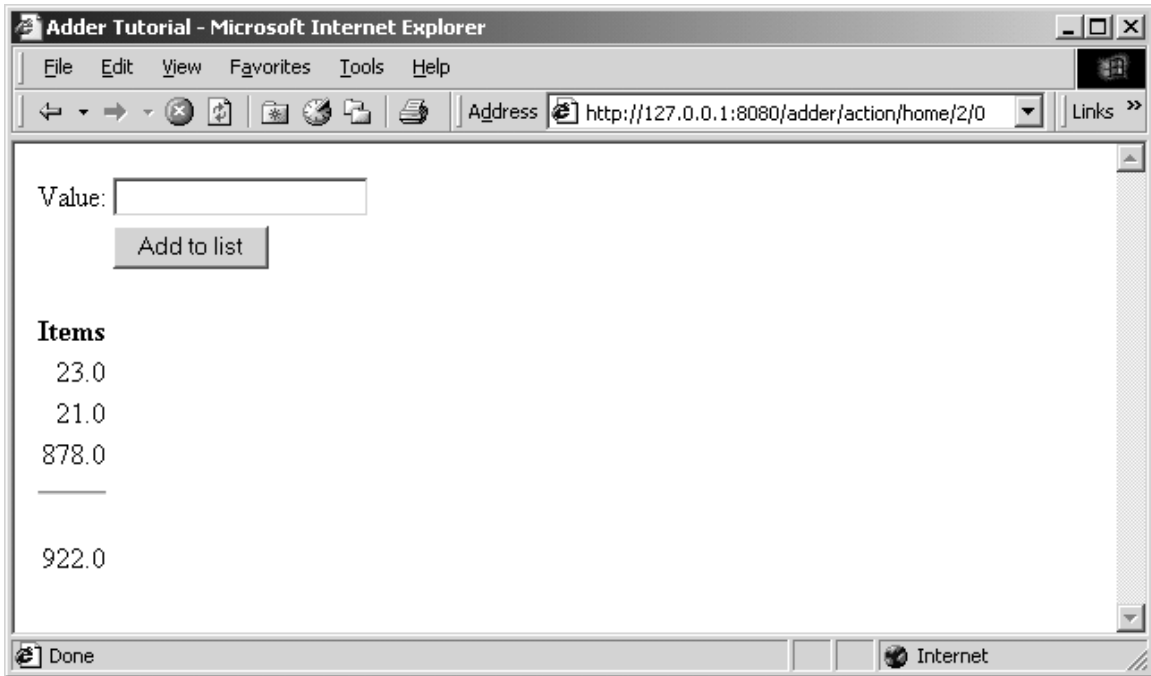 Adder Tutorial - Microsoft Internet Explorer
File Edit View Favorites Tools Help
Address http://127.0.0.1:8080/adder/action/home/2/0 Links »
Value:
Add to list
Items
23.0
21.0
878.0
922.0
Done Internet